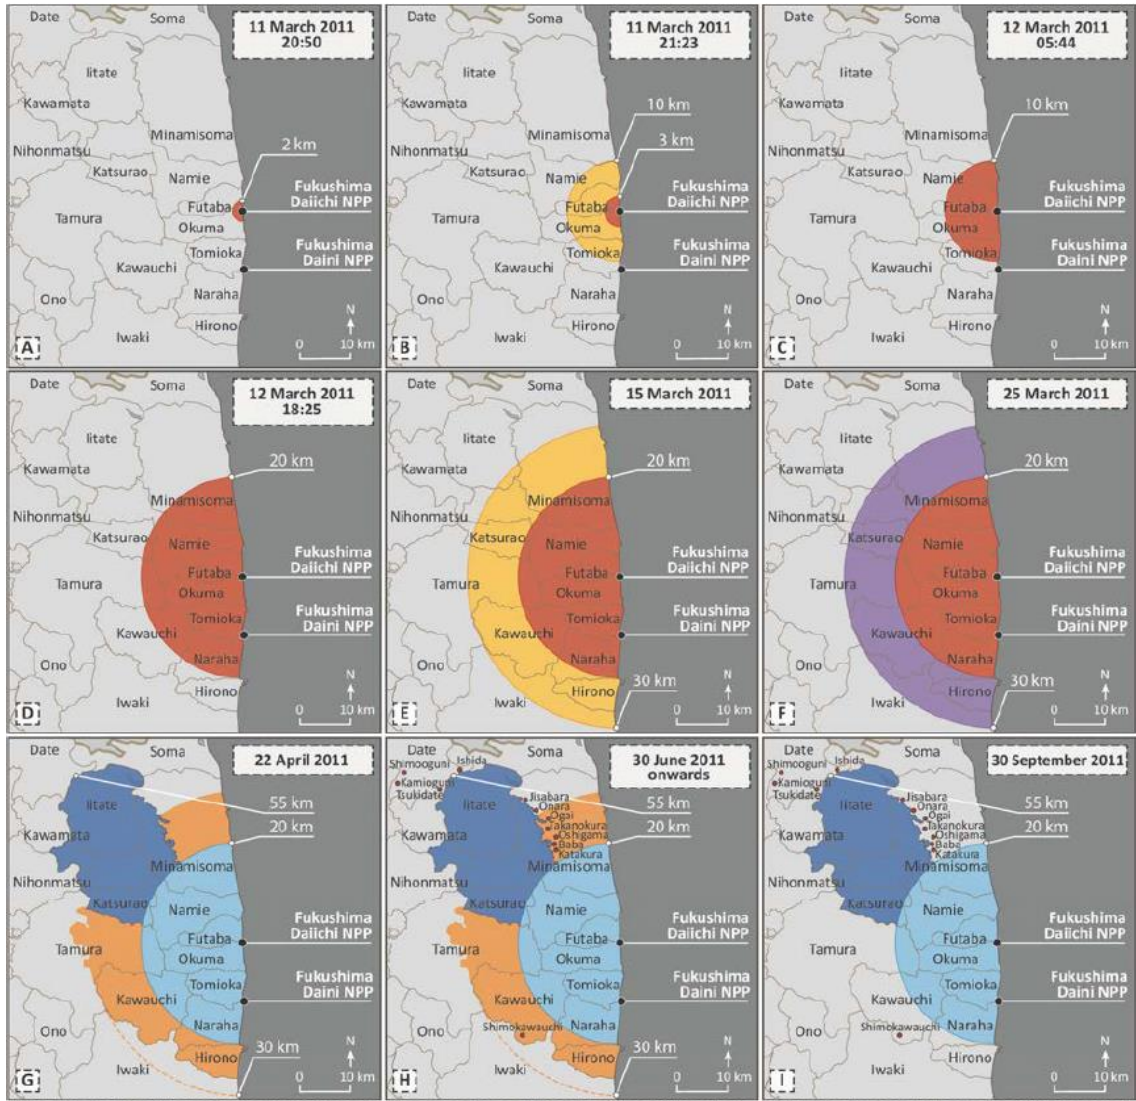 Date
Soma
11 March 2011
20:50
Iitate
Kawamata
Minamisoma
2 km
Nihonmatsu
Katsurao
Namie
Fukushima
Daiichi NPP
Tamura
Futaba
Okuma
Tomioka
Fukushima
Daini NPP
Kawauchi
Ono
Naraha
N
Hirono
Iwaki
0 10 km
A
Date
Soma
11 March 2011
21:23
Iitate
Kawamata
10 km
Minamisoma
3 km
Nihonmatsu
Katsurao
Namie
Fukushima
Daiichi NPP
Tamura
Futaba
Okuma
Tomioka
Fukushima
Daini NPP
Kawauchi
Ono
Naraha
N
Hirono
Iwaki
0 10 km
B
Date
Soma
12 March 2011
05:44
Iitate
Kawamata
10 km
Minamisoma
Nihonmatsu
Katsurao
Namie
Fukushima
Daiichi NPP
Tamura
Futaba
Okuma
Tomioka
Fukushima
Daini NPP
Kawauchi
Ono
Naraha
N
Hirono
Iwaki
0 10 km
C
Date
Soma
12 March 2011
18:25
Iitate
Kawamata
20 km
Minamisoma
Nihonmatsu
Katsurao
Namie
Fukushima
Daiichi NPP
Tamura
Futaba
Okuma
Tomioka
Fukushima
Daini NPP
Kawauchi
Ono
Naraha
N
Hirono
Iwaki
0 10 km
D
Date
Soma
15 March 2011
Iitate
Kawamata
20 km
Minamisoma
Nihonmatsu
Katsurao
Namie
Fukushima
Daiichi NPP
Tamura
Futaba
Okuma
Tomioka
Fukushima
Daini NPP
Kawauchi
Ono
Naraha
N
Hirono
30 km
Iwaki
0 10 km
E
Date
Soma
25 March 2011
Iitate
Kawamata
20 km
Minamisoma
Nihonmatsu
Katsurao
Namie
Fukushima
Daiichi NPP
Tamura
Futaba
Okuma
Tomioka
Fukushima
Daini NPP
Kawauchi
Ono
Naraha
N
Hirono
30 km
Iwaki
0 10 km
F
Date
Soma
22 April 2011
Iitate
55 km
Kawamata
20 km
Minamisoma
Nihonmatsu
Katsurao
Namie
Fukushima
Daiichi NPP
Tamura
Futaba
Okuma
Tomioka
Fukushima
Daini NPP
Kawauchi
Ono
Naraha
N
Hirono
30 km
Iwaki
0 10 km
G
Date
Soma
30 June 2011
onwards
Shimooguni
Ishida
Kamioguni
Tsukidate
Jisabara
Iitate
Onara
55 km
Ogai
Takanokura
Kawamata
Oshigama
20 km
Baba
Katakura
Minamisoma
Nihonmatsu
Katsurao
Namie
Fukushima
Daiichi NPP
Tamura
Futaba
Okuma
Tomioka
Fukushima
Daini NPP
Kawauchi
Ono
Shimokawauchi
Naraha
N
Hirono
30 km
Iwaki
0 10 km
H
Date
Soma
30 September 2011
Shimooguni
Ishida
Kamioguni
Tsukidate
Jisabara
Iitate
Onara
55 km
Ogai
Takanokura
Kawamata
Oshigama
20 km
Baba
Katakura
Minamisoma
Nihonmatsu
Katsurao
Namie
Fukushima
Daiichi NPP
Tamura
Futaba
Okuma
Tomioka
Fukushima
Daini NPP
Kawauchi
Ono
Shimokawauchi
Naraha
N
Hirono
Iwaki
0 10 km
I